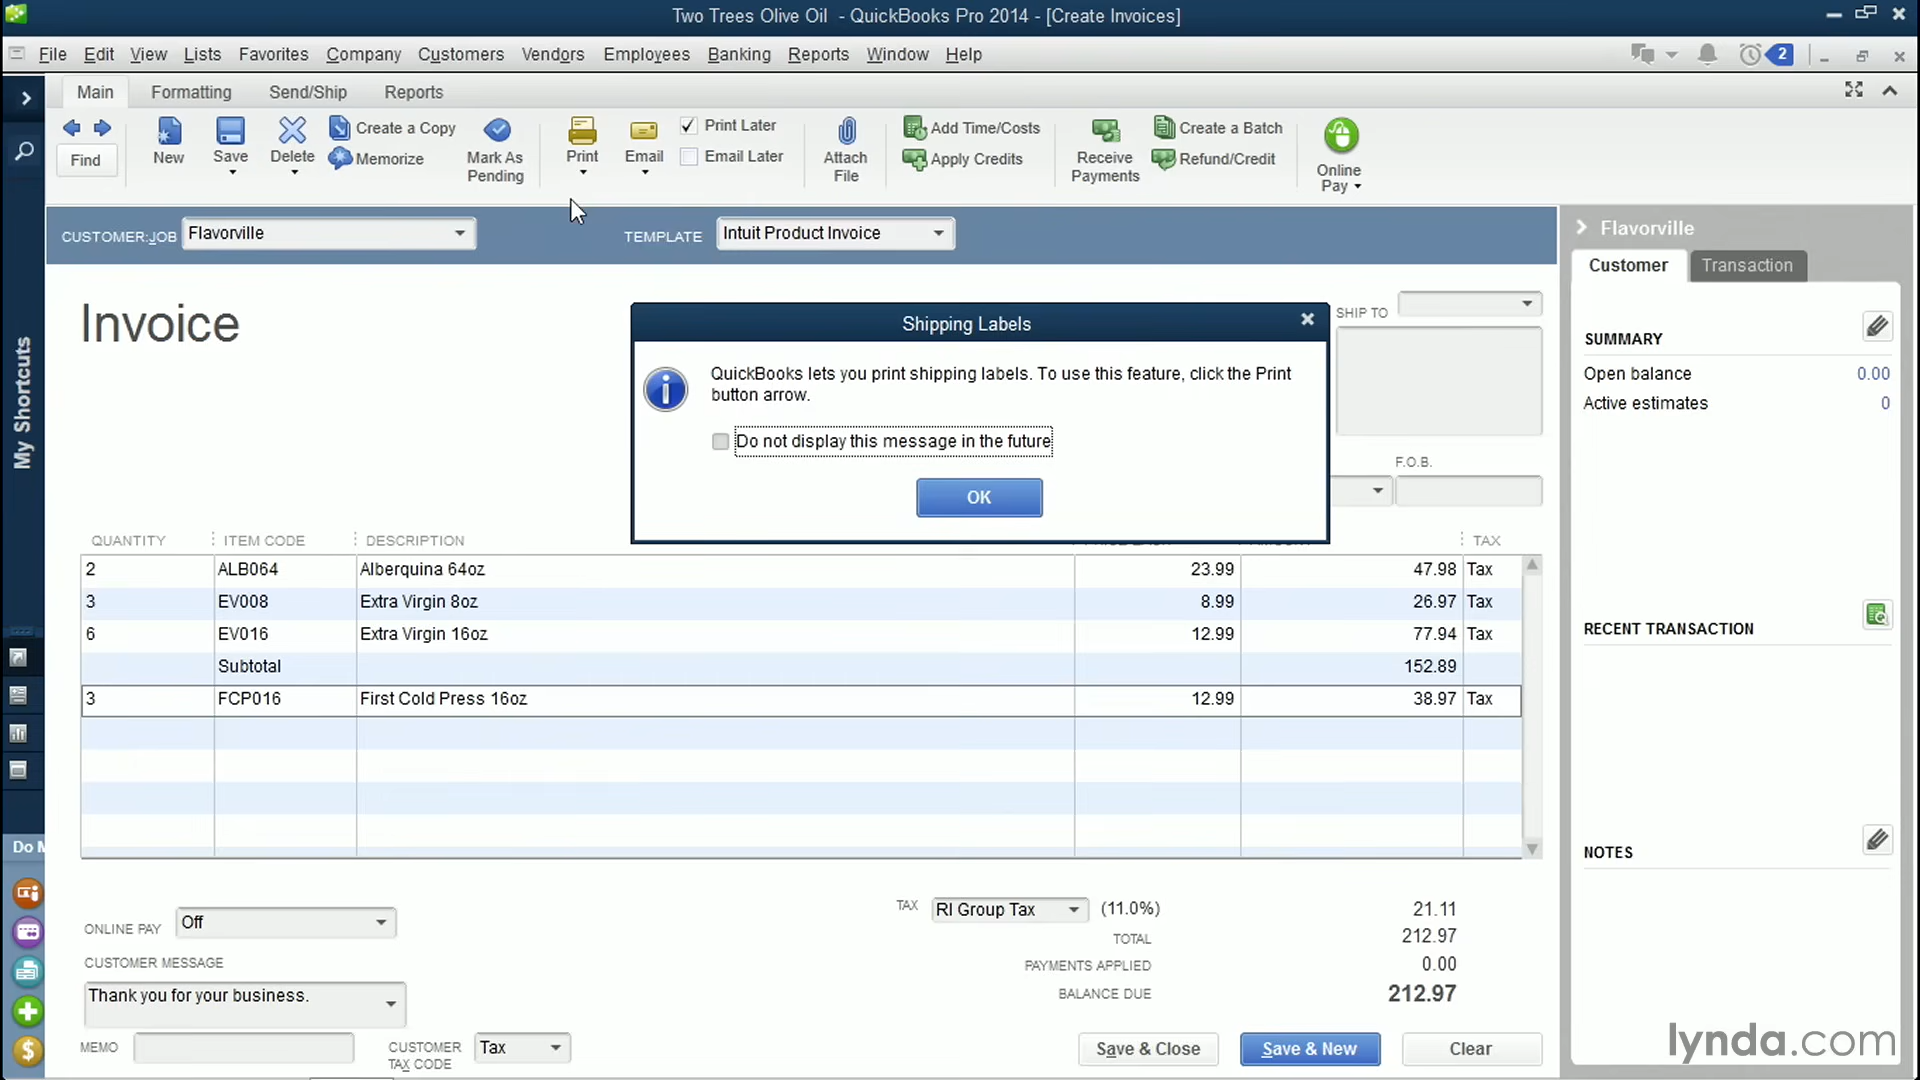 Two Trees Olive Oil - QuickBooks Pro 2014 - [Create Invoices]
File Edit View Lists Favorites Company Customers Vendors Employees Banking Reports Window Help
2
Main Formatting Send/Ship Reports
Find
New
Save
Delete
Create a Copy
Memorize
Mark As
Pending
Print
Email
Print Later
Email Later
Attach
File
Add Time/Costs
Apply Credits
Receive
Payments
Create a Batch
Refund/Credit
Online
Pay
My Shortcuts
CUSTOMER:JOB Flavorville
TEMPLATE Intuit Product Invoice
Flavorville
Customer Transaction
Invoice
SHIP TO
F.O.B.
Shipping Labels
QuickBooks lets you print shipping labels. To use this feature, click the Print
button arrow.
Do not display this message in the future
OK
SUMMARY
Open balance 0.00
Active estimates 0
RECENT TRANSACTION
NOTES
QUANTITY ITEM CODE DESCRIPTION TAX
2 ALB064 Alberquina 64oz 23.99 47.98 Tax
3 EV008 Extra Virgin 8oz 8.99 26.97 Tax
6 EV016 Extra Virgin 16oz 12.99 77.94 Tax
Subtotal 152.89
3 FCP016 First Cold Press 16oz 12.99 38.97 Tax
Do M
ONLINE PAY Off
CUSTOMER MESSAGE
Thank you for your business.
MEMO
CUSTOMER
TAX CODE
Tax
TAX RI Group Tax (11.0%) 21.11
TOTAL 212.97
PAYMENTS APPLIED 0.00
BALANCE DUE 212.97
Save & Close Save & New Clear
lynda.com